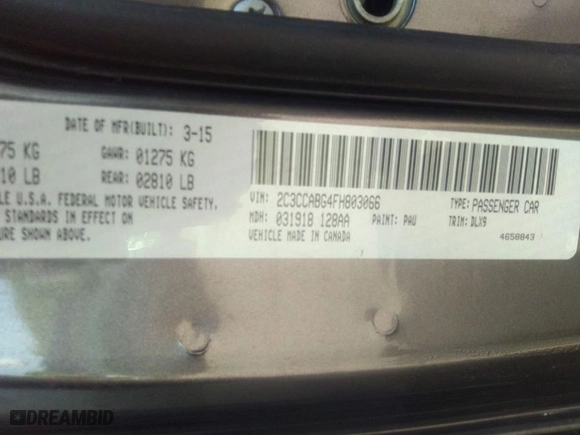 DATE OF MFR(BUILT): 3-15
75 KG GAWR: 01275 KG
10 LB REAR: 02810 LB
LE U.S.A. FEDERAL MOTOR VEHICLE SAFETY,
STANDARDS IN EFFECT ON
URE SHOWN ABOVE.
VIN: 2C3CCABG4FH803066 TYPE: PASSENGER CAR
MDH: 031918 128AA PAINT: PAU TRIM: DLX9
VEHICLE MADE IN CANADA 4658843
DREAMBID